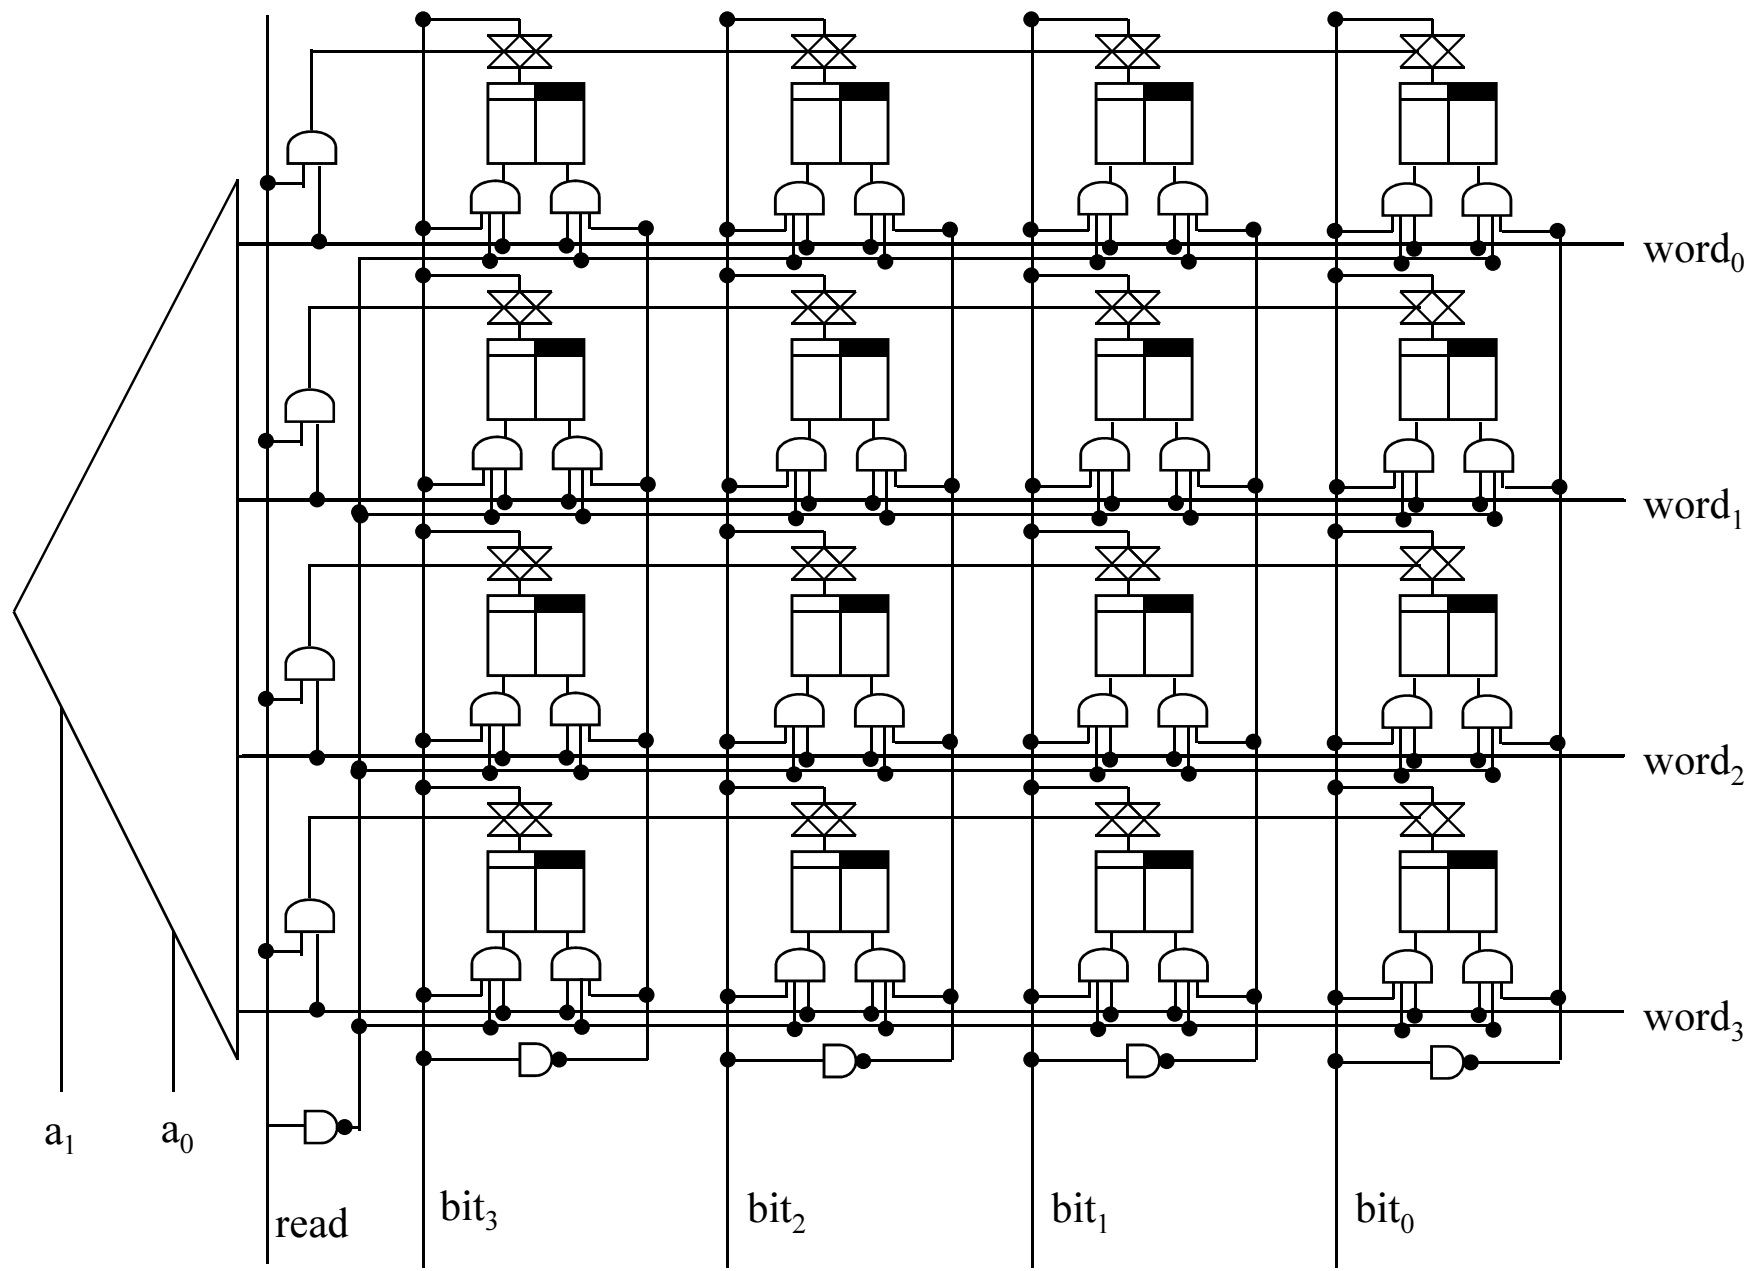 word₀
word₁
word₂
word₃
a₁ a₀
read bit₃ bit₂ bit₁ bit₀